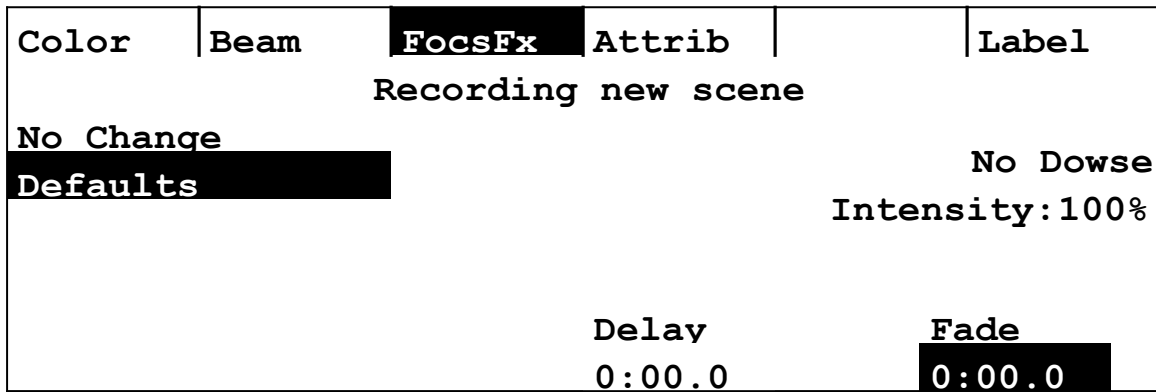 Color Beam FocsFx Attrib Label
Recording new scene
No Change
No Dowse
Defaults
Intensity:100%
Delay Fade
0:00.0 0:00.0